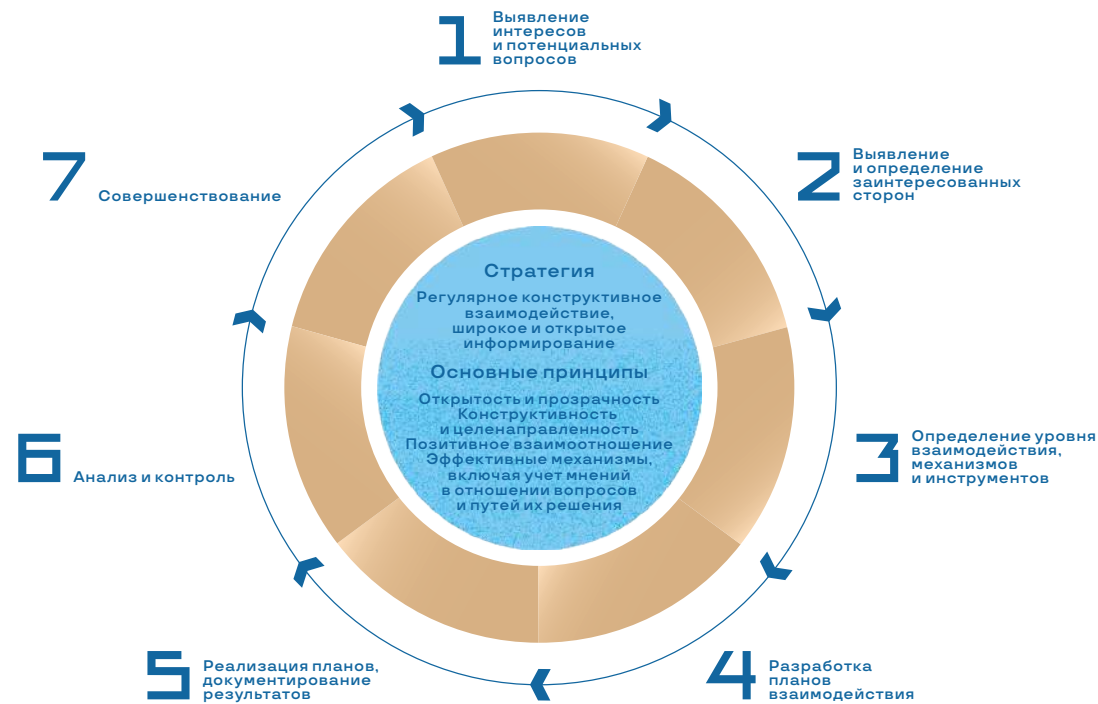 1
Выявление
интересов
и потенциальных
вопросов
2
Выявление
и определение
заинтересованных
сторон
3
Определение уровня
взаимодействия,
механизмов
и инструментов
4
Разработка
планов
взаимодействия
5
Реализация планов,
документирование
результатов
6
Анализ и контроль
7
Совершенствование
Стратегия
Регулярное конструктивное
взаимодействие,
широкое и открытое
информирование
Основные принципы
Открытость и прозрачность
Конструктивность
и целенаправленность
Позитивное взаимоотношение
Эффективные механизмы,
включая учет мнений
в отношении вопросов
и путей их решения